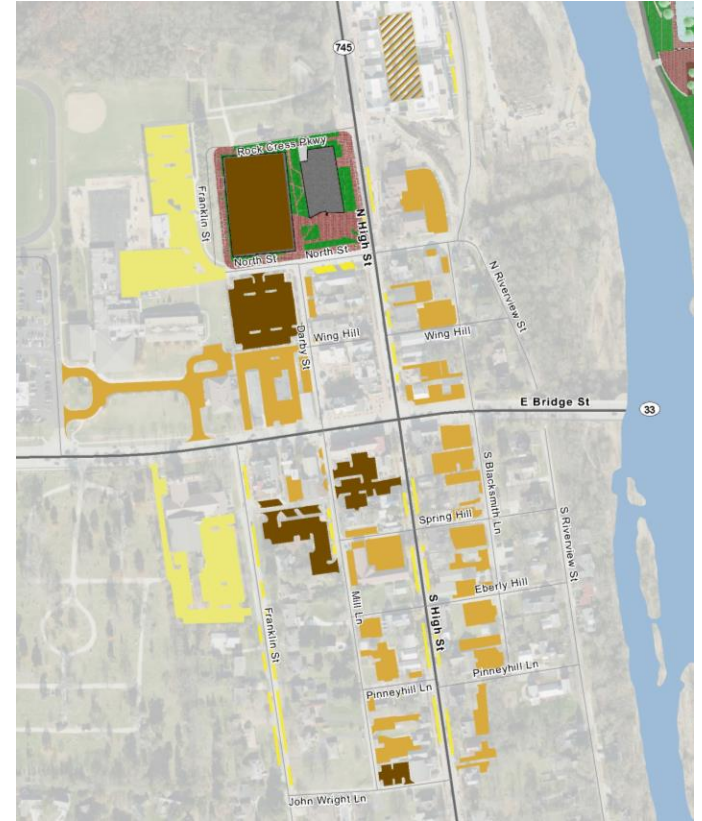 745
Rock Cress Pkwy
Franklin St
N High St
North St
North St
N Riverview St
Darby St
Wing Hill
Wing Hill
E Bridge St
33
S Blacksmith Ln
S Riverview St
Spring Hill
Eberly Hill
Mill Ln
S High St
Franklin St
Pinneyhill Ln
Pinneyhill Ln
John Wright Ln